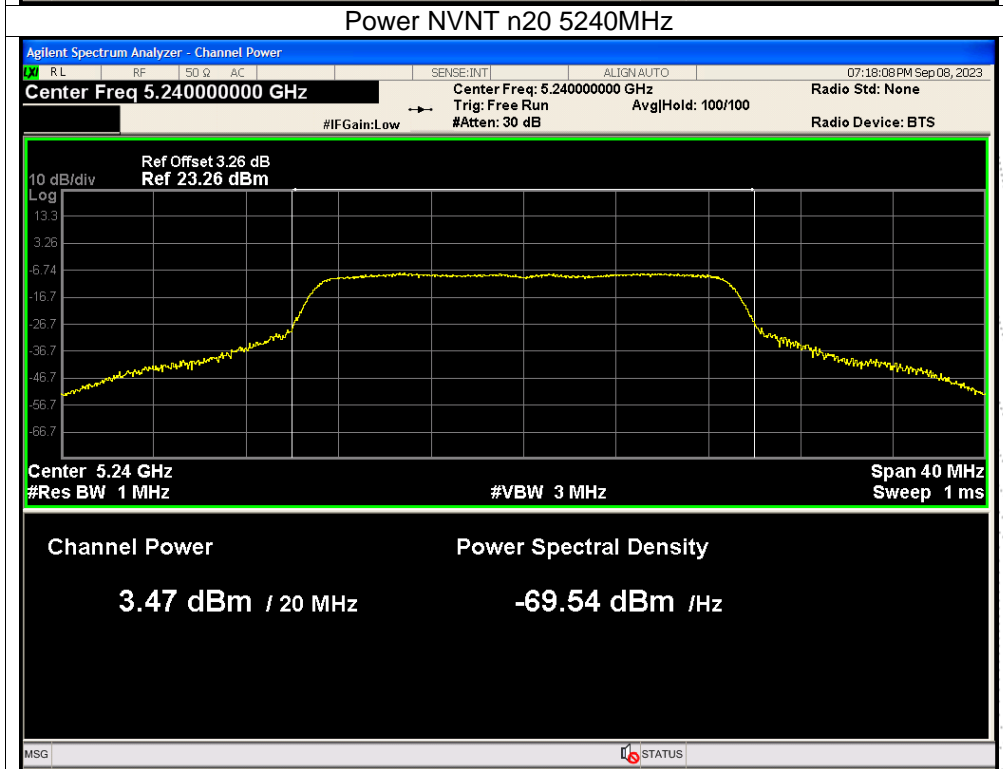 Power NVNT n20 5240MHz
Agilent Spectrum Analyzer - Channel Power
LXI RL RF 50 Ω AC SENSE:INT ALIGN AUTO 07:18:08 PM Sep 08, 2023
Center Freq 5.240000000 GHz Center Freq: 5.240000000 GHz Radio Std: None
Trig: Free Run Avg|Hold: 100/100
#IFGain:Low #Atten: 30 dB Radio Device: BTS
Ref Offset 3.26 dB
10 dB/div Ref 23.26 dBm
Log
13.3
3.26
-6.74
-16.7
-26.7
-36.7
-46.7
-56.7
-66.7
Center 5.24 GHz Span 40 MHz
#Res BW 1 MHz #VBW 3 MHz Sweep 1 ms
Channel Power Power Spectral Density
3.47 dBm / 20 MHz -69.54 dBm /Hz
MSG STATUS